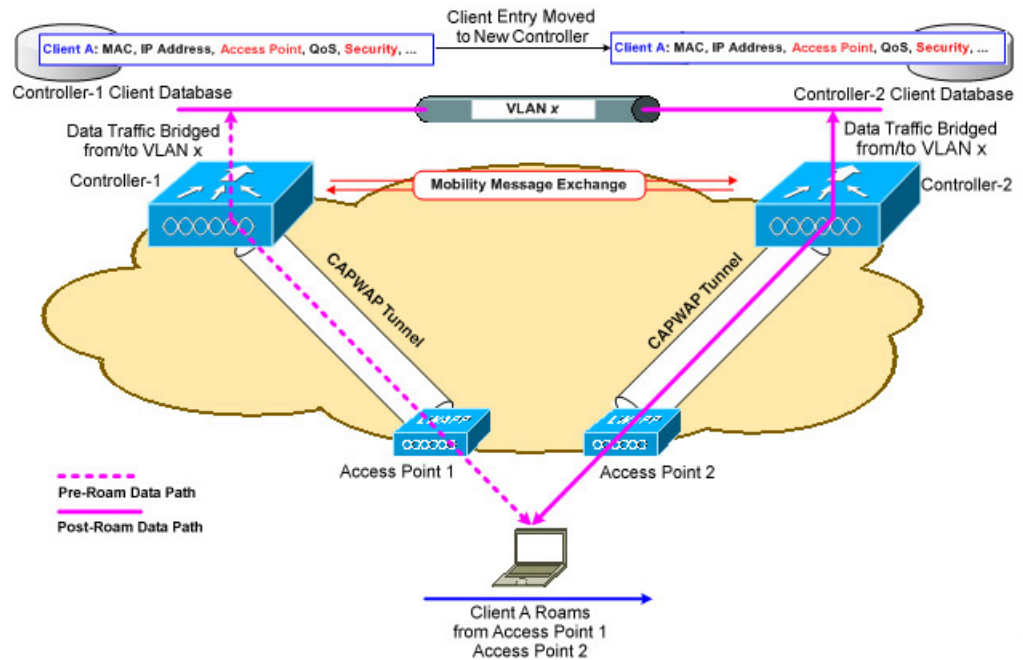 Client Entry Moved
to New Controller
Client A: MAC, IP Address, Access Point, QoS, Security, ...
Client A: MAC, IP Address, Access Point, QoS, Security, ...
Controller-1 Client Database
Controller-2 Client Database
VLAN x
Data Traffic Bridged
from/to VLAN x
Data Traffic Bridged
from/to VLAN x
Controller-1
Mobility Message Exchange
Controller-2
CAPWAP Tunnel
CAPWAP Tunnel
Access Point 1
Access Point 2
Pre-Roam Data Path
Post-Roam Data Path
Client A Roams
from Access Point 1
Access Point 2